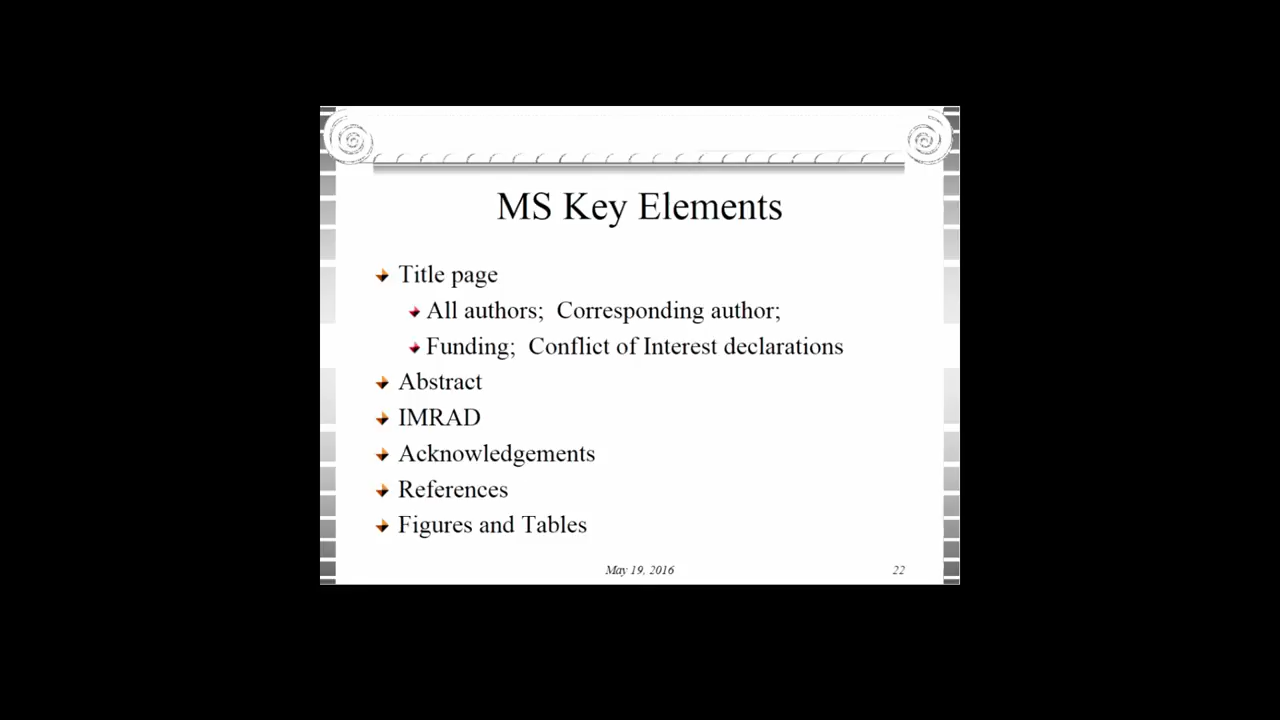 MS Key Elements
Title page
All authors;  Corresponding author;
Funding;  Conflict of Interest declarations
Abstract
IMRAD
Acknowledgements
References
Figures and Tables
May 19, 2016
22